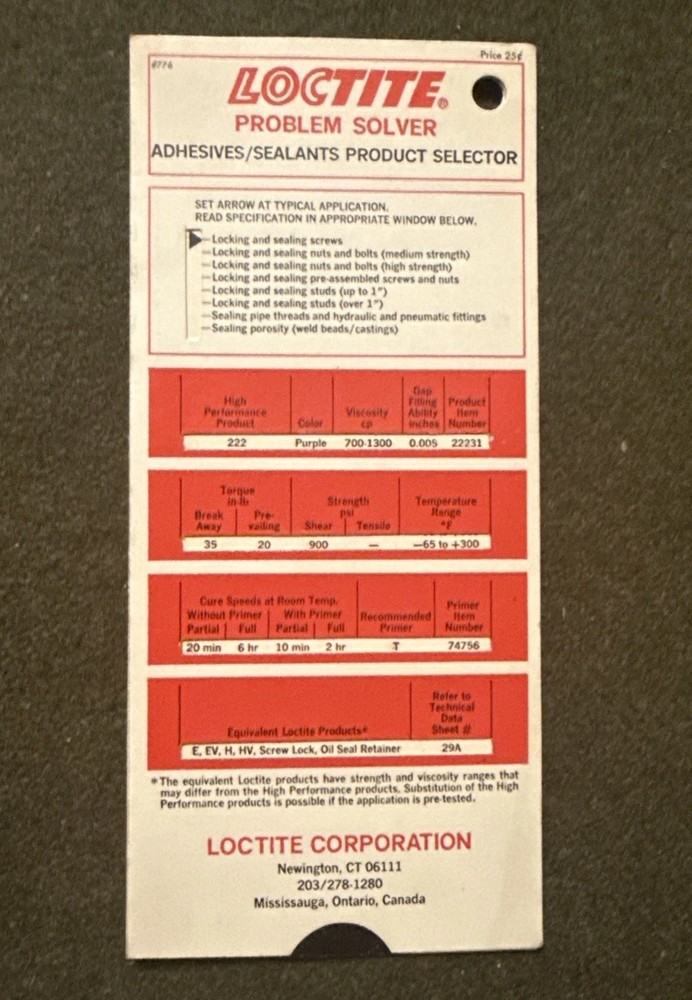 Price 25¢
LOCTITE®
PROBLEM SOLVER
ADHESIVES/SEALANTS PRODUCT SELECTOR
SET ARROW AT TYPICAL APPLICATION.
READ SPECIFICATION IN APPROPRIATE WINDOW BELOW.
Locking and sealing screws
Locking and sealing nuts and bolts (medium strength)
Locking and sealing nuts and bolts (high strength)
Locking and sealing pre-assembled screws and nuts
Locking and sealing studs (up to 1")
Locking and sealing studs (over 1")
Sealing pipe threads and hydraulic and pneumatic fittings
Sealing porosity (weld beads/castings)
High Performance Product Color Viscosity cp Gap Filling Ability inches Product Item Number
222 Purple 700-1300 0.005 22231
Torque in-lb Strength psi Temperature Range °F
Break Away Pre-vailing Shear Tensile
35 20 900 — —65 to +300
Cure Speeds at Room Temp.
Without Primer With Primer Recommended Primer Primer Item Number
Partial Full Partial Full
20 min 6 hr 10 min 2 hr T 74756
Equivalent Loctite Products* Refer to Technical Data Sheet #
E, EV, H, HV, Screw Lock, Oil Seal Retainer 29A
*The equivalent Loctite products have strength and viscosity ranges that
may differ from the High Performance products. Substitution of the High
Performance products is possible if the application is pre-tested.
LOCTITE CORPORATION
Newington, CT 06111
203/278-1280
Mississauga, Ontario, Canada